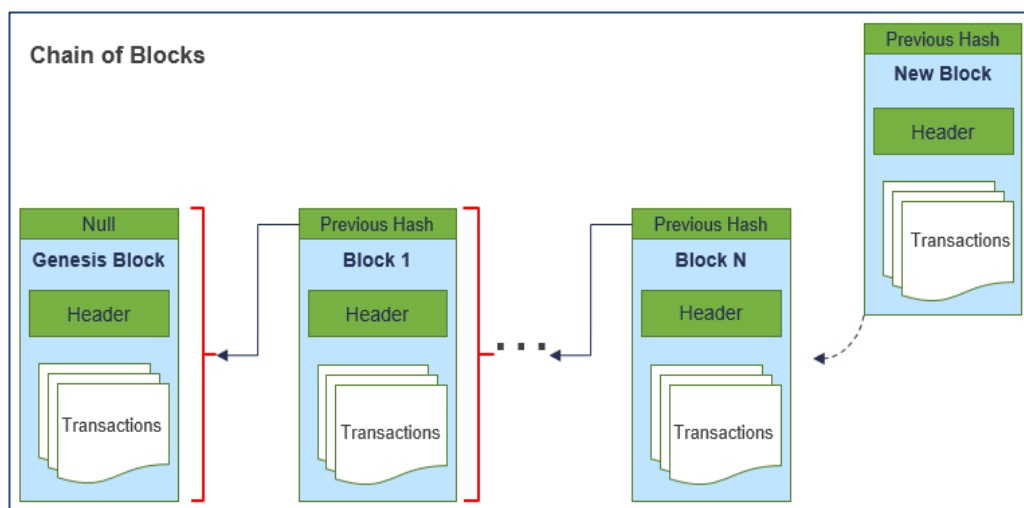 Chain of Blocks
Previous Hash
New Block
Header
Transactions
Null
Genesis Block
Header
Transactions
Previous Hash
Block 1
Header
Transactions
...
Previous Hash
Block N
Header
Transactions